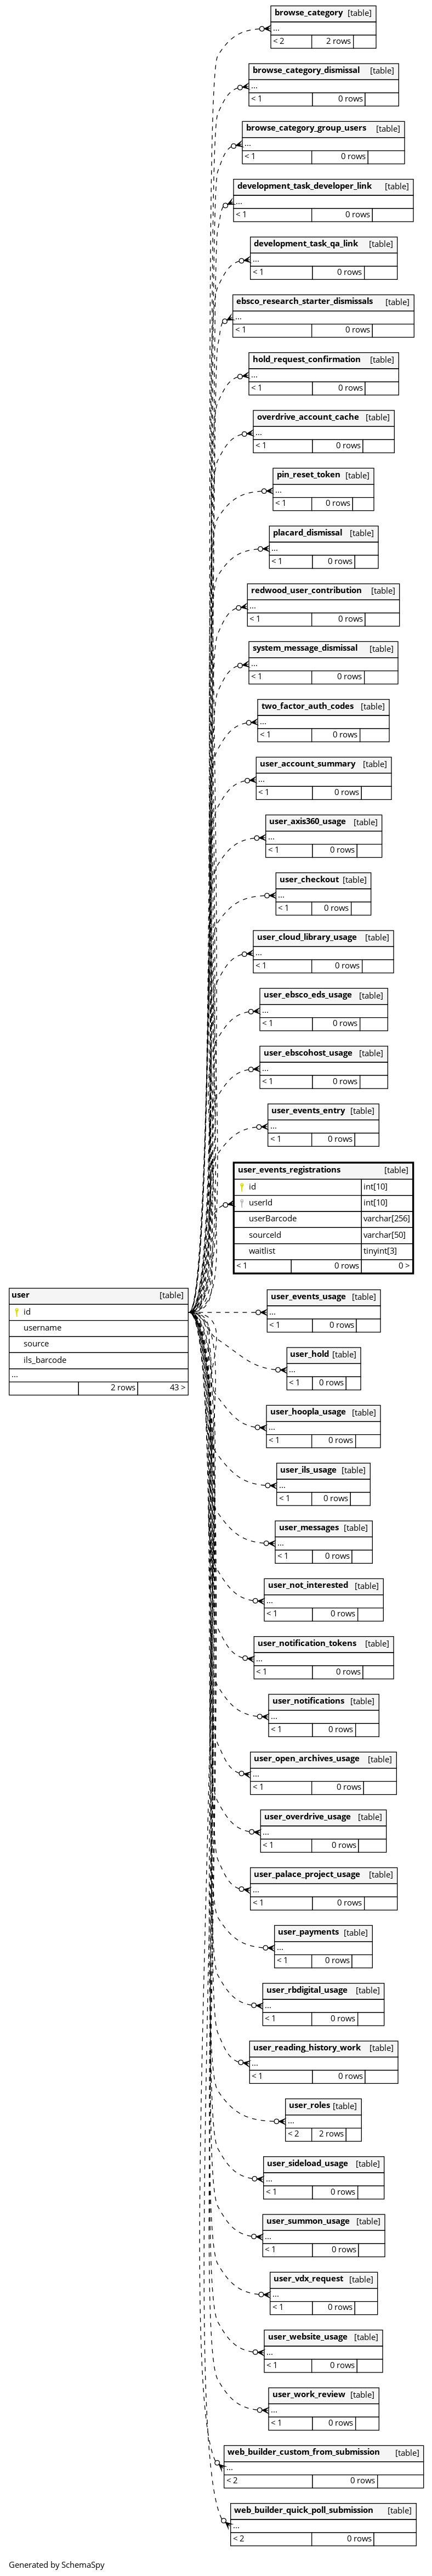 browse_category [table]
...
< 2 2 rows
browse_category_dismissal [table]
...
< 1 0 rows
browse_category_group_users [table]
...
< 1 0 rows
development_task_developer_link [table]
...
< 1 0 rows
development_task_qa_link [table]
...
< 1 0 rows
ebsco_research_starter_dismissals [table]
...
< 1 0 rows
hold_request_confirmation [table]
...
< 1 0 rows
overdrive_account_cache [table]
...
< 1 0 rows
pin_reset_token [table]
...
< 1 0 rows
placard_dismissal [table]
...
< 1 0 rows
redwood_user_contribution [table]
...
< 1 0 rows
system_message_dismissal [table]
...
< 1 0 rows
two_factor_auth_codes [table]
...
< 1 0 rows
user_account_summary [table]
...
< 1 0 rows
user_axis360_usage [table]
...
< 1 0 rows
user_checkout [table]
...
< 1 0 rows
user_cloud_library_usage [table]
...
< 1 0 rows
user_ebsco_eds_usage [table]
...
< 1 0 rows
user_ebscohost_usage [table]
...
< 1 0 rows
user_events_entry [table]
...
< 1 0 rows
user_events_registrations [table]
id int[10]
userId int[10]
userBarcode varchar[256]
sourceId varchar[50]
waitlist tinyint[3]
< 1 0 rows 0 >
user [table]
id
username
source
ils_barcode
...
2 rows 43 >
user_events_usage [table]
...
< 1 0 rows
user_hold [table]
...
< 1 0 rows
user_hoopla_usage [table]
...
< 1 0 rows
user_ils_usage [table]
...
< 1 0 rows
user_messages [table]
...
< 1 0 rows
user_not_interested [table]
...
< 1 0 rows
user_notification_tokens [table]
...
< 1 0 rows
user_notifications [table]
...
< 1 0 rows
user_open_archives_usage [table]
...
< 1 0 rows
user_overdrive_usage [table]
...
< 1 0 rows
user_palace_project_usage [table]
...
< 1 0 rows
user_payments [table]
...
< 1 0 rows
user_rbdigital_usage [table]
...
< 1 0 rows
user_reading_history_work [table]
...
< 1 0 rows
user_roles [table]
...
< 2 2 rows
user_sideload_usage [table]
...
< 1 0 rows
user_summon_usage [table]
...
< 1 0 rows
user_vdx_request [table]
...
< 1 0 rows
user_website_usage [table]
...
< 1 0 rows
user_work_review [table]
...
< 1 0 rows
web_builder_custom_from_submission [table]
...
< 2 0 rows
web_builder_quick_poll_submission [table]
...
< 2 0 rows
Generated by SchemaSpy